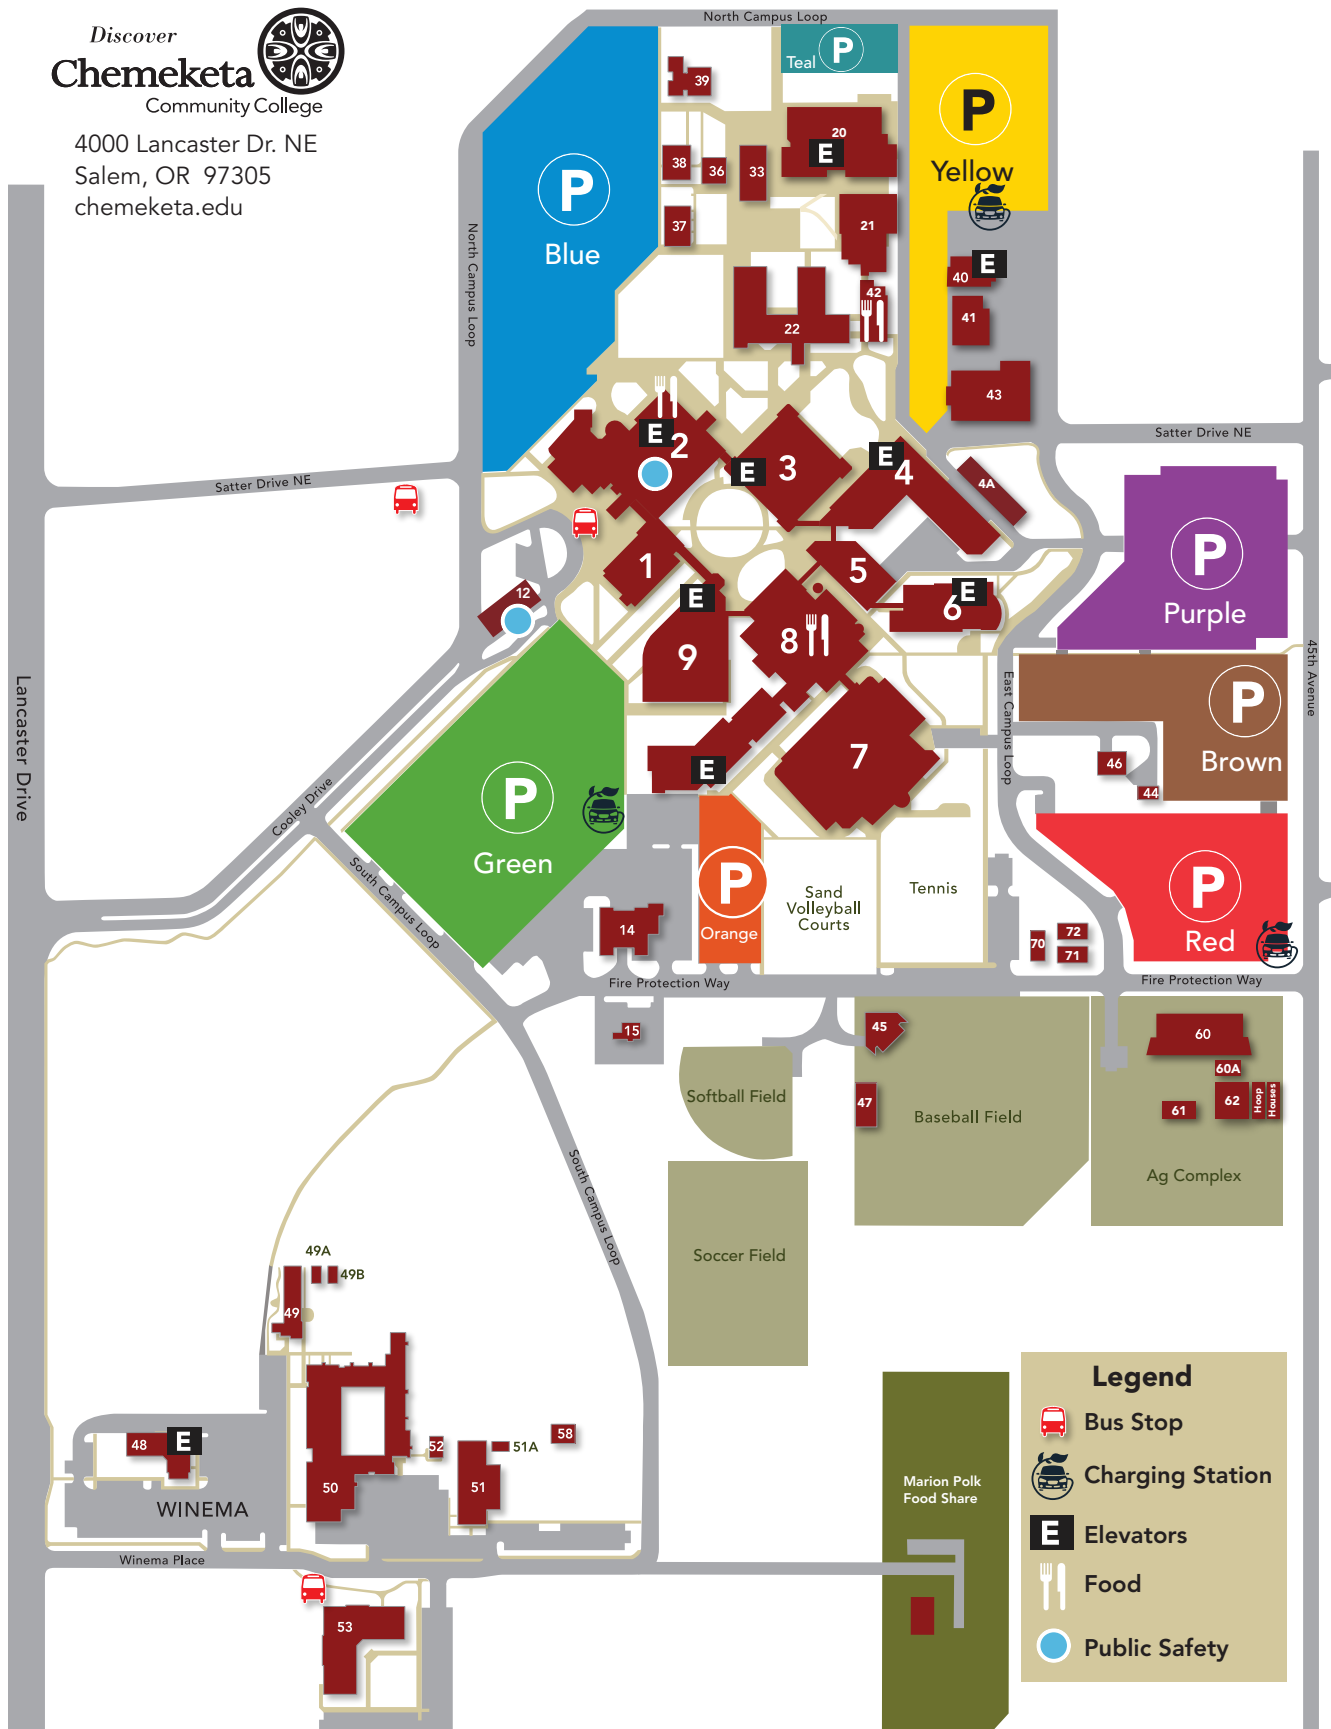 Discover
Chemeketa
Community College
4000 Lancaster Dr. NE
Salem, OR 97305
chemeketa.edu
North Campus Loop
Teal
P
P
Yellow
P
Blue
39
20
E
38
36
33
37
21
North Campus Loop
40
E
42
41
22
43
Satter Drive NE
E
2
E
3
E
4
4A
Satter Drive NE
P
Purple
1
5
12
E
6
E
8
9
45th Avenue
Lancaster Drive
East Campus Loop
P
Brown
7
E
46
44
P
Green
Cooley Drive
South Campus Loop
P
Orange
Sand
Volleyball
Courts
Tennis
P
Red
14
70
72
71
Fire Protection Way
Fire Protection Way
15
45
60
60A
47
61
62
Hoop
Houses
Softball Field
Baseball Field
Ag Complex
South Campus Loop
Soccer Field
49A
49B
49
48
E
WINEMA
50
52
51
51A
58
Winema Place
53
Marion Polk
Food Share
Legend
Bus Stop
Charging Station
E
Elevators
Food
Public Safety